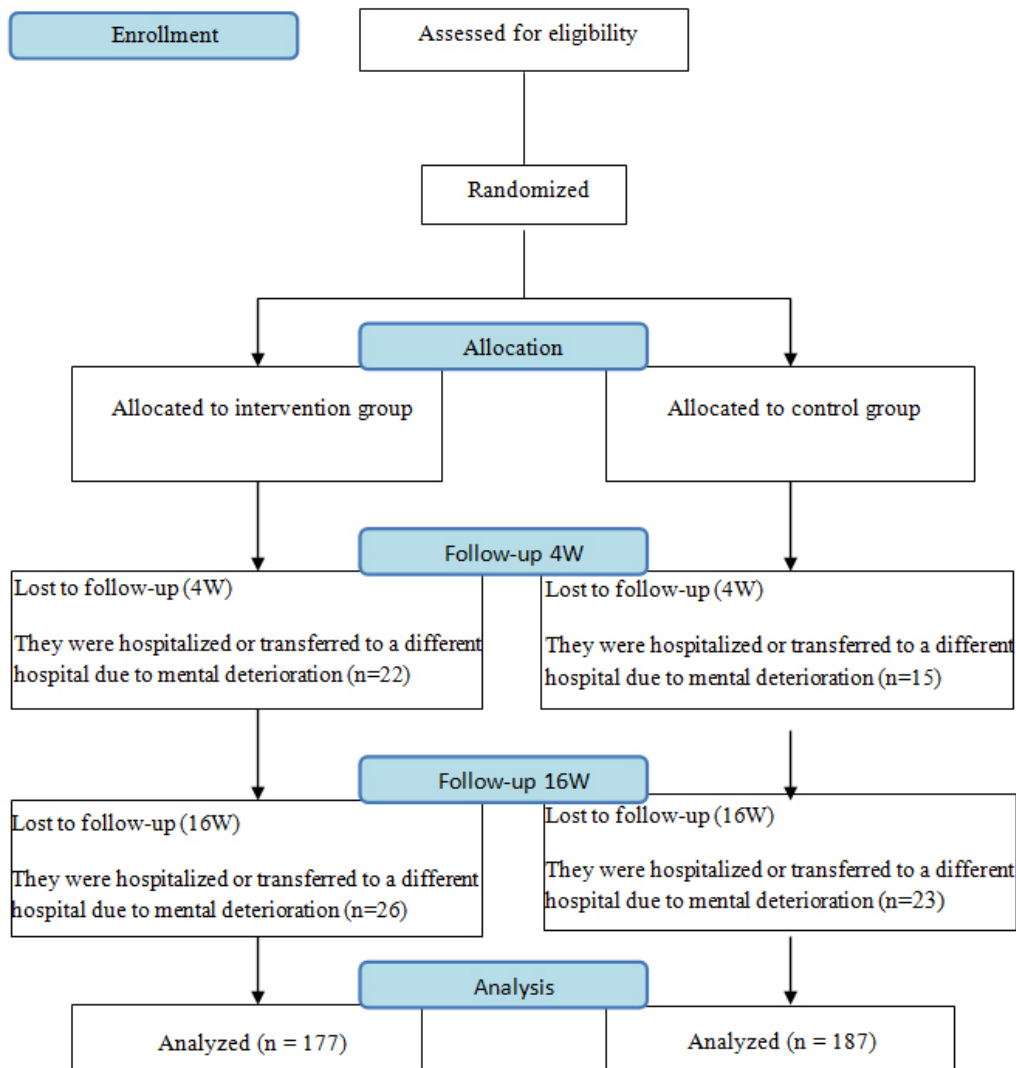 Enrollment
Assessed for eligibility
Randomized
Allocation
Allocated to intervention group
Allocated to control group
Follow-up 4W
Lost to follow-up (4W)
They were hospitalized or transferred to a different
hospital due to mental deterioration (n=22)
Lost to follow-up (4W)
They were hospitalized or transferred to a different
hospital due to mental deterioration (n=15)
Follow-up 16W
Lost to follow-up (16W)
They were hospitalized or transferred to a different
hospital due to mental deterioration (n=26)
Lost to follow-up (16W)
They were hospitalized or transferred to a different
hospital due to mental deterioration (n=23)
Analysis
Analyzed (n = 177)
Analyzed (n = 187)